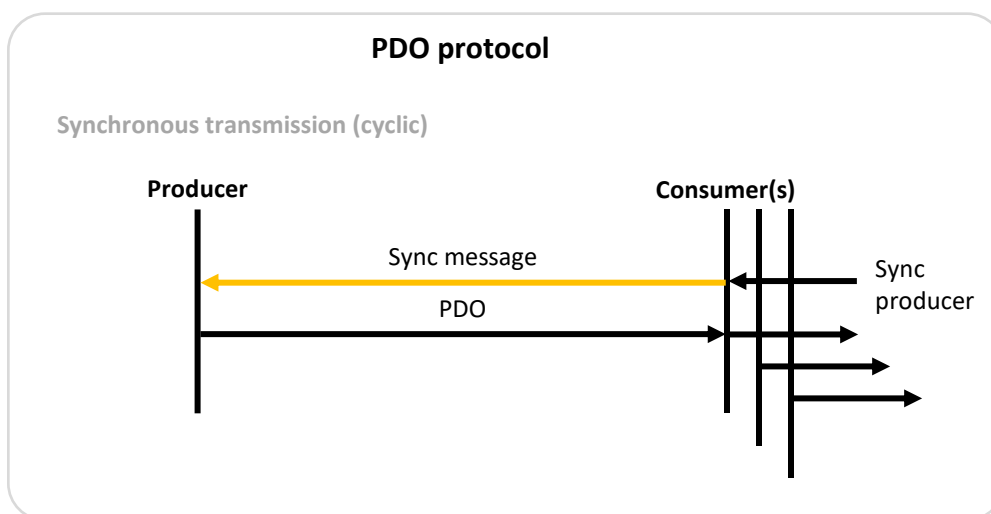 PDO protocol
Synchronous transmission (cyclic)
Producer
Consumer(s)
Sync message
Sync
producer
PDO